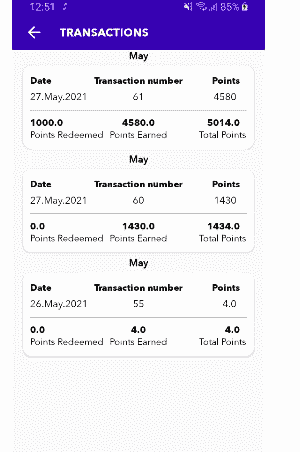 12:51 85%
TRANSACTIONS
May
Date Transaction number Points
27.May.2021 61 4580
1000.0 4580.0 5014.0
Points Redeemed Points Earned Total Points
May
Date Transaction number Points
27.May.2021 60 1430
0.0 1430.0 1434.0
Points Redeemed Points Earned Total Points
May
Date Transaction number Points
26.May.2021 55 4.0
0.0 4.0 4.0
Points Redeemed Points Earned Total Points